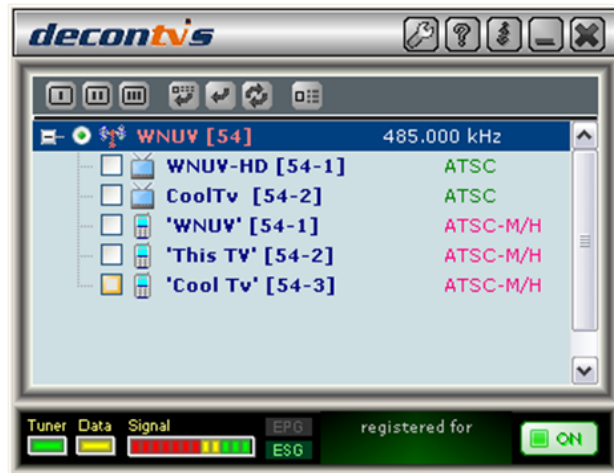 decontvis
WNUV [54] 485.000 kHz
WNUV-HD [54-1] ATSC
CoolTv [54-2] ATSC
'WNUV' [54-1] ATSC-M/H
'This TV' [54-2] ATSC-M/H
'Cool Tv' [54-3] ATSC-M/H
Tuner Data Signal EPG registered for ON
ESG